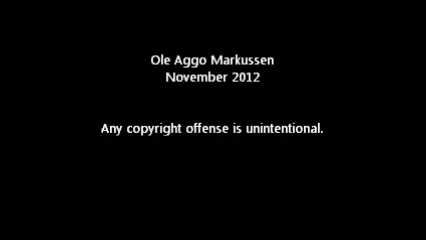 Ole Aggo Markussen
November 2012
Any copyright offense is unintentional.